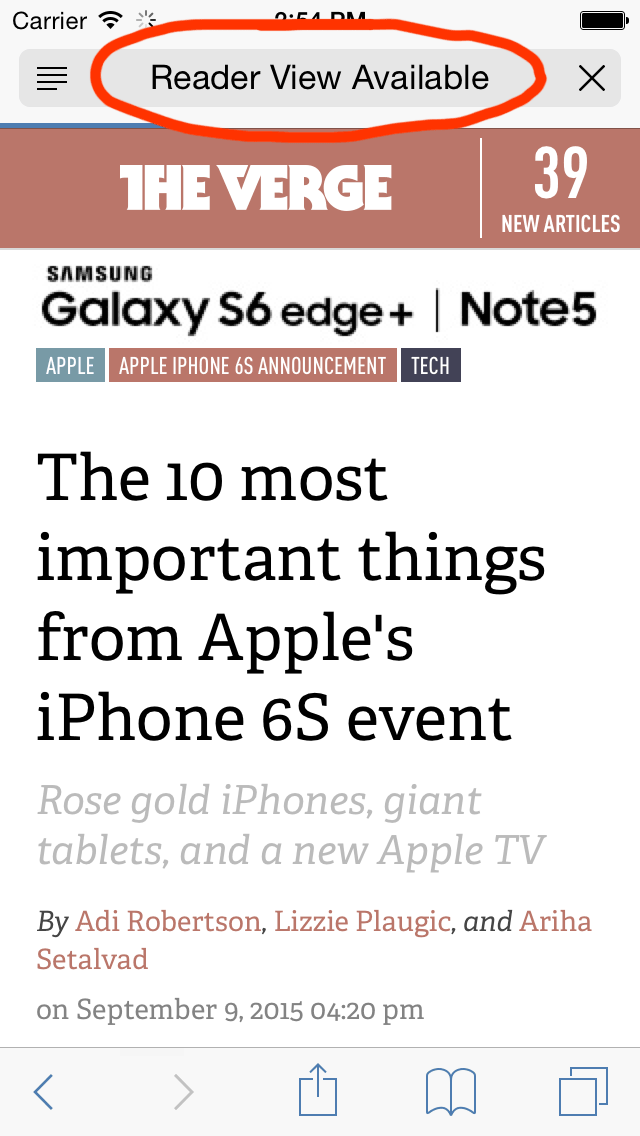 Carrier 2:54 PM
Reader View Available
THE VERGE
39
NEW ARTICLES
SAMSUNG
Galaxy S6 edge+ | Note5
APPLE APPLE IPHONE 6S ANNOUNCEMENT TECH
The 10 most
important things
from Apple's
iPhone 6S event
Rose gold iPhones, giant
tablets, and a new Apple TV
By Adi Robertson, Lizzie Plaugic, and Ariha
Setalvad
on September 9, 2015 04:20 pm